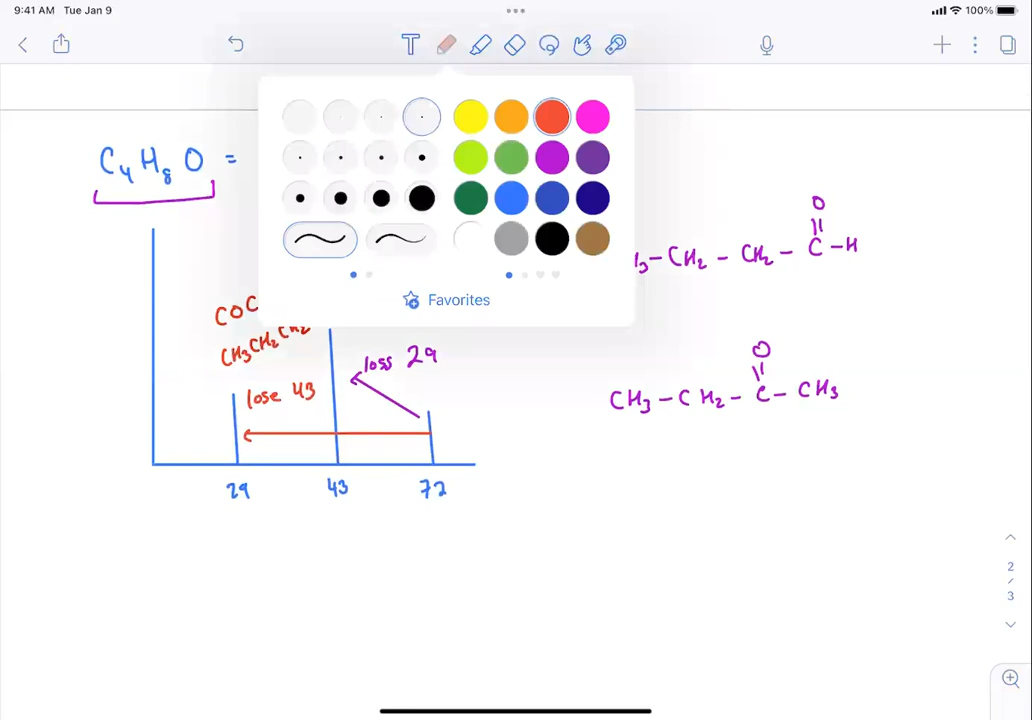 9:41 AM Tue Jan 9
100%
T
C4H8O =
Favorites
CH2 - CH2 - C - H
O
COC
CH3CH2CH2
loss 29
lose 43
O
CH3 - CH2 - C - CH3
29 43 72
2
/
3